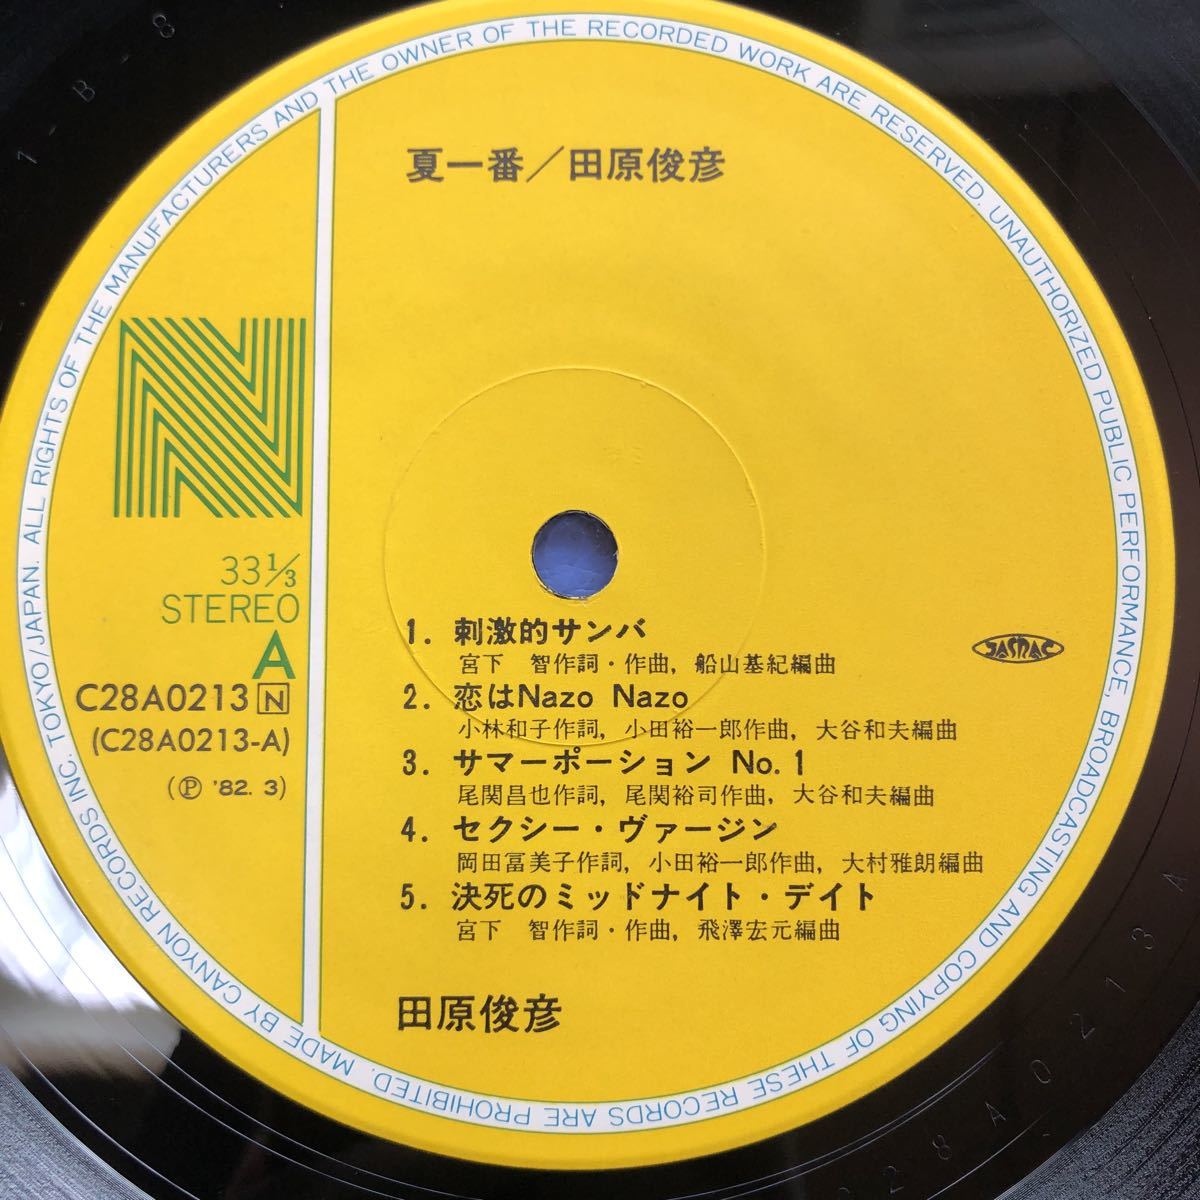 夏一番／田原俊彦
N
33 1/3
STEREO
A
C28A0213 N
(C28A0213-A)
(Ⓟ '82. 3)
1. 刺激的サンバ
宮下 智作詞・作曲, 船山基紀編曲
2. 恋はNazo Nazo
小林和子作詞, 小田裕一郎作曲, 大谷和夫編曲
3. サマーポーション No.1
尾関昌也作詞, 尾関裕司作曲, 大谷和夫編曲
4. セクシー・ヴァージン
岡田冨美子作詞, 小田裕一郎作曲, 大村雅朗編曲
5. 決死のミッドナイト・デイト
宮下 智作詞・作曲, 飛澤宏元編曲
田原俊彦
JASRAC
MADE BY CANYON RECORDS INC. TOKYO/JAPAN. ALL RIGHTS OF THE MANUFACTURERS AND THE OWNER OF THE RECORDED WORK ARE RESERVED. UNAUTHORIZED PUBLIC PERFORMANCE, BROADCASTING AND COPYING OF THESE RECORDS ARE PROHIBITED.
1 B-8
28A0213A